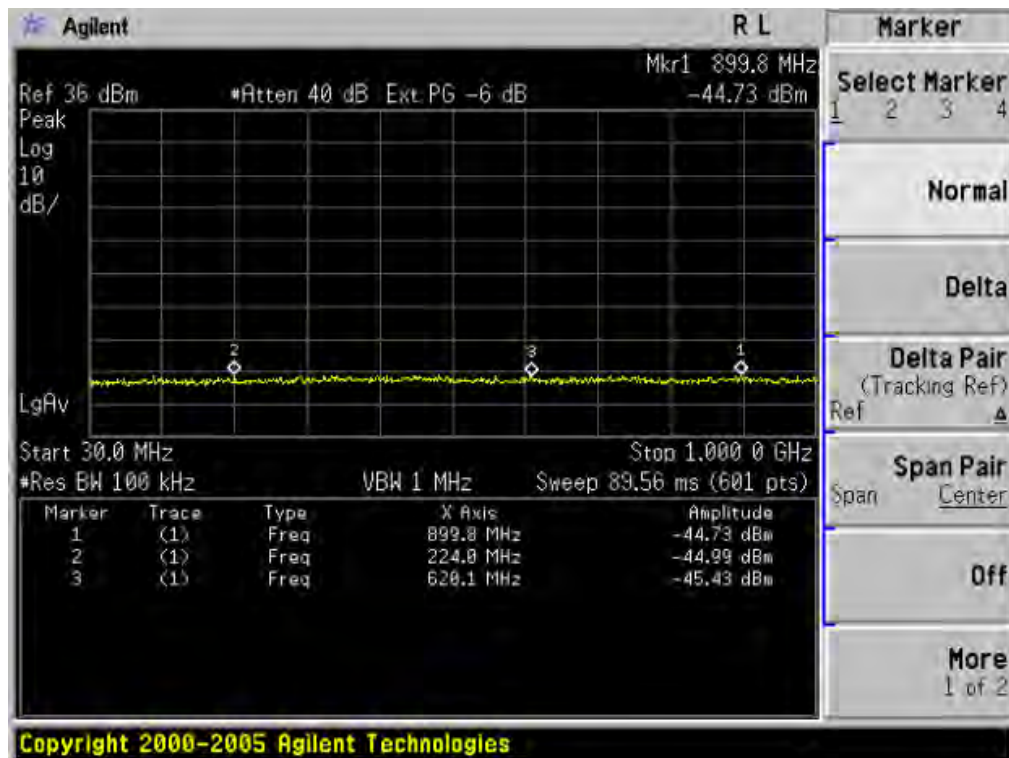 Agilent
R L
Mkr1 899.8 MHz
Ref 36 dBm #Atten 40 dB Ext PG -6 dB -44.73 dBm
Peak
Log
10
dB/
2 3 1
LgAv
Start 30.0 MHz Stop 1.000 0 GHz
#Res BW 100 kHz VBW 1 MHz Sweep 89.56 ms (601 pts)
Marker Trace Type X Axis Amplitude
1 (1) Freq 899.8 MHz -44.73 dBm
2 (1) Freq 224.0 MHz -44.99 dBm
3 (1) Freq 620.1 MHz -45.43 dBm
Marker
Select Marker
1 2 3 4
Normal
Delta
Delta Pair
(Tracking Ref)
Ref Δ
Span Pair
Span Center
Off
More
1 of 2
Copyright 2000-2005 Agilent Technologies